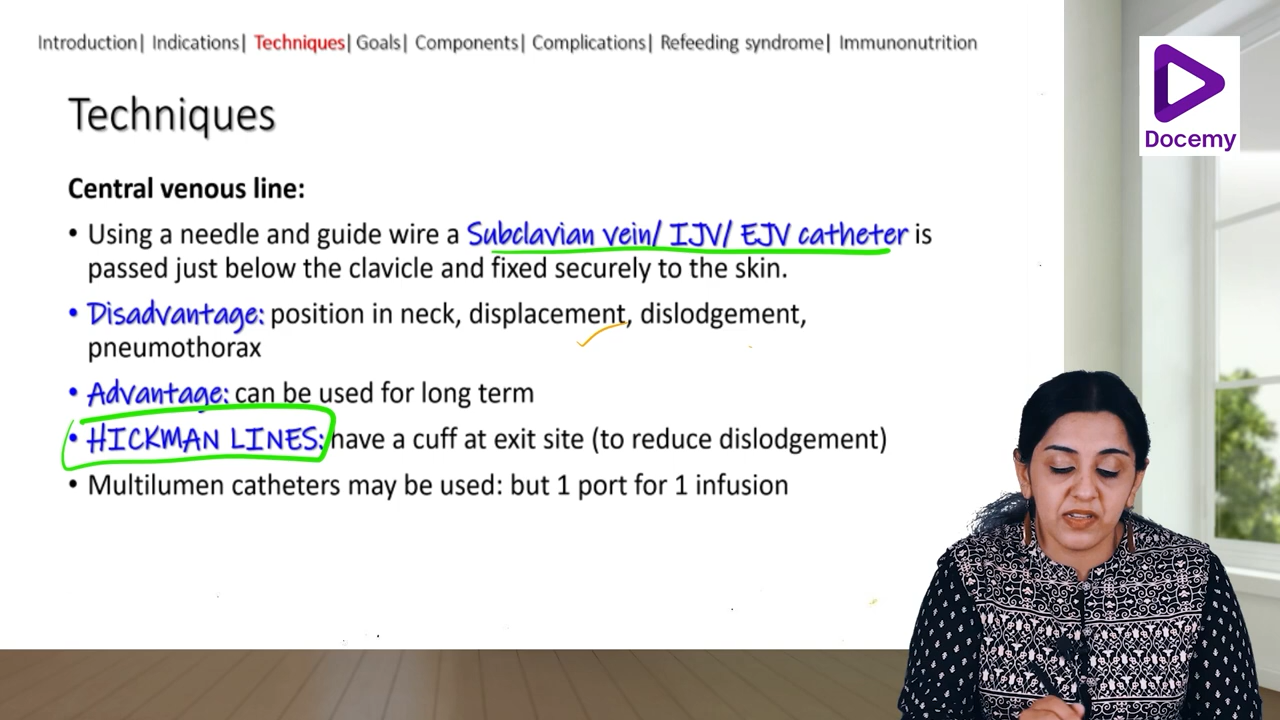 Introduction| Indications| Techniques| Goals| Components| Complications| Refeeding syndrome| Immunonutrition
Docemy
Techniques
Central venous line:
• Using a needle and guide wire a Subclavian vein/ IJV/ EJV catheter is
passed just below the clavicle and fixed securely to the skin.
• Disadvantage: position in neck, displacement, dislodgement,
pneumothorax
• Advantage: can be used for long term
• HICKMAN LINES: have a cuff at exit site (to reduce dislodgement)
• Multilumen catheters may be used: but 1 port for 1 infusion